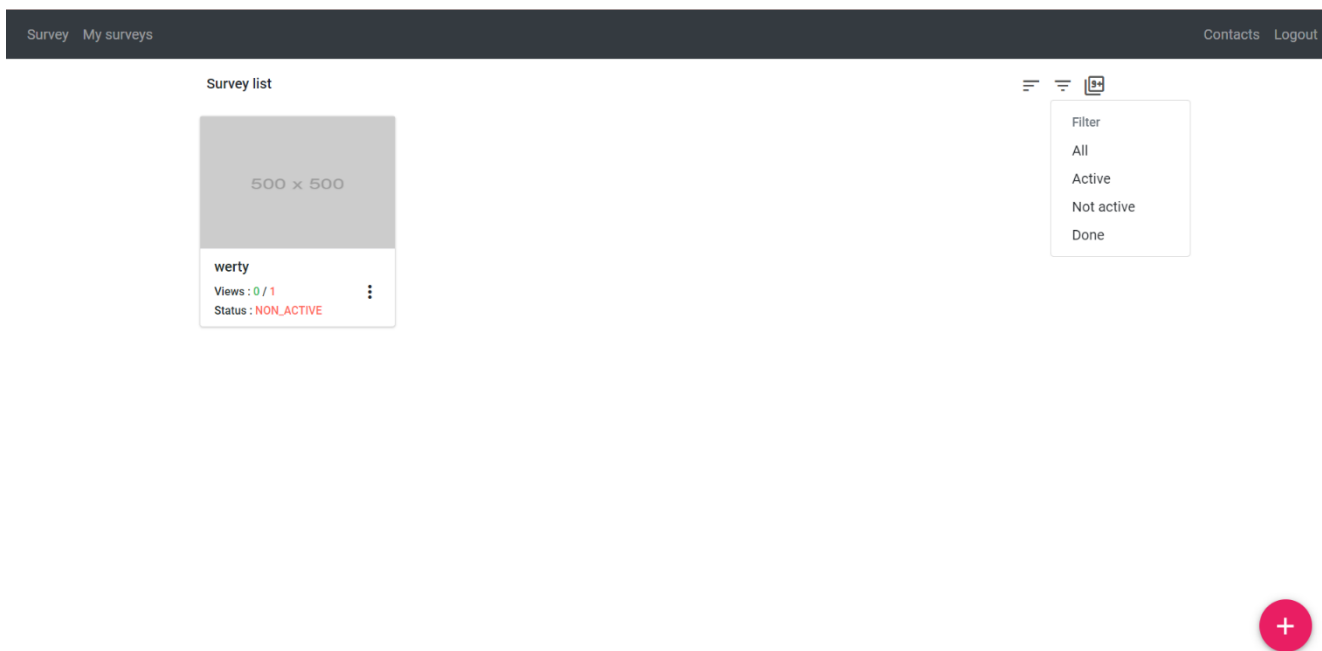 Survey My surveys Contacts Logout
Survey list
9+
Filter
All
Active
Not active
Done
500 x 500
werty
Views : 0 / 1
Status : NON_ACTIVE
+